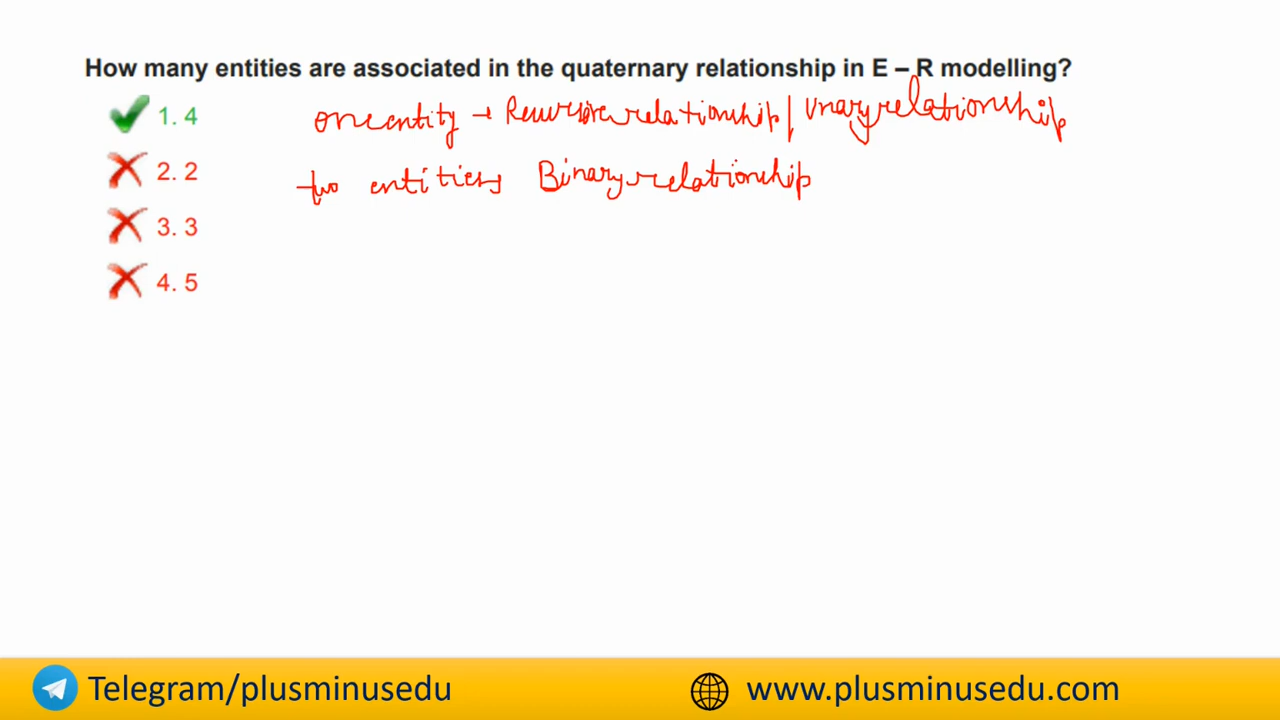 How many entities are associated in the quaternary relationship in E – R modelling?
1. 4
one entity → Recursive relationship / Unary relationship
2. 2
two entities Binary relationship
3. 3
4. 5
Telegram/plusminusedu
www.plusminusedu.com